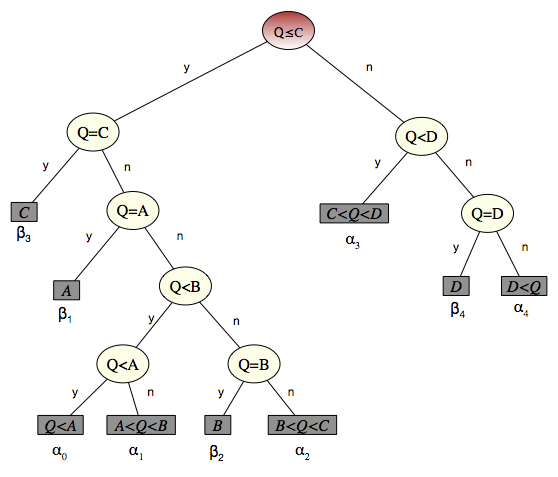 Q≤C
y n
Q=C Q<D
y n y n
C Q=A C<Q<D Q=D
β3 α3
y n y n
A Q<B D D<Q
β1 β4 α4
y n
Q<A Q=B
y n y n
Q<A A<Q<B B B<Q<C
α0 α1 β2 α2